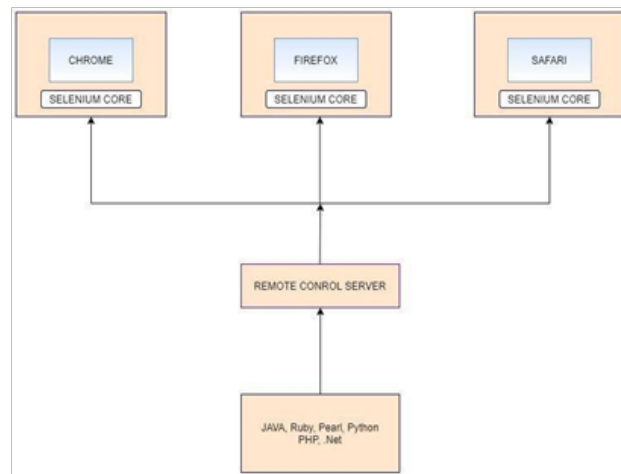 CHROME
FIREFOX
SAFARI
SELENIUM CORE
SELENIUM CORE
SELENIUM CORE
REMOTE CONROL SERVER
JAVA, Ruby, Pearl, Python
PHP, .Net